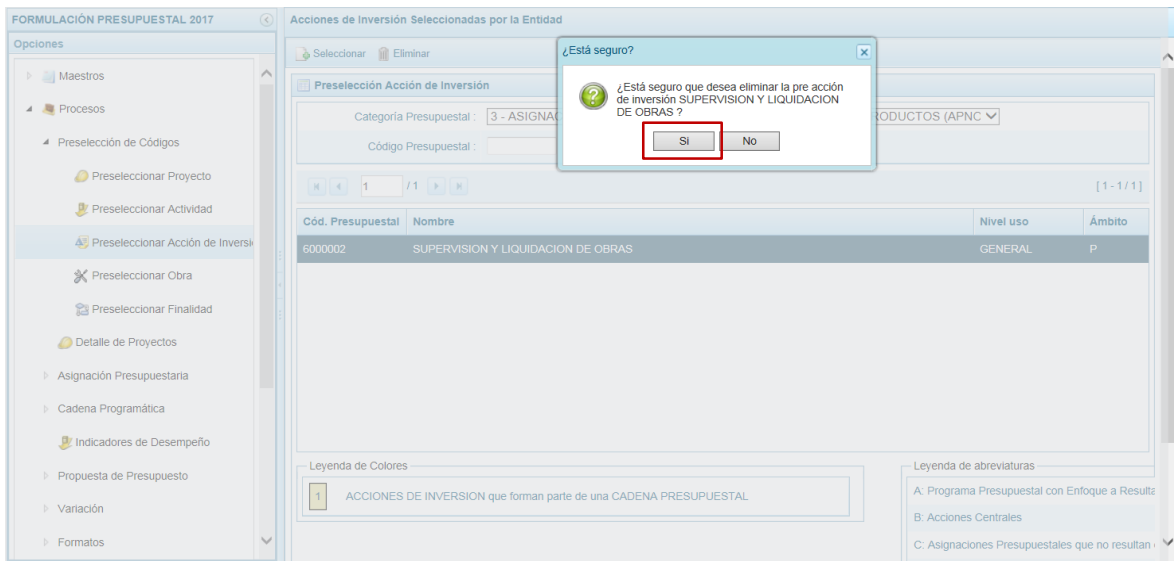 FORMULACIÓN PRESUPUESTAL 2017
Opciones
Maestros
Procesos
Preselección de Códigos
Preseleccionar Proyecto
Preseleccionar Actividad
Preseleccionar Acción de Inversi
Preseleccionar Obra
Preseleccionar Finalidad
Detalle de Proyectos
Asignación Presupuestaria
Cadena Programática
Indicadores de Desempeño
Propuesta de Presupuesto
Variación
Formatos
Acciones de Inversión Seleccionadas por la Entidad
Seleccionar Eliminar
Preselección Acción de Inversión
Categoría Presupuestal : 3 - ASIGNAC RODUCTOS (APNC
Código Presupuestal :
¿Está seguro?
¿Está seguro que desea eliminar la pre acción
de inversión SUPERVISION Y LIQUIDACION
DE OBRAS ?
Si No
1 / 1 [ 1 - 1 / 1 ]
Cód. Presupuestal Nombre Nivel uso Ámbito
6000002 SUPERVISION Y LIQUIDACION DE OBRAS GENERAL P
Leyenda de Colores
1 ACCIONES DE INVERSION que forman parte de una CADENA PRESUPUESTAL
Leyenda de abreviaturas
A: Programa Presupuestal con Enfoque a Resulta
B: Acciones Centrales
C: Asignaciones Presupuestales que no resultan